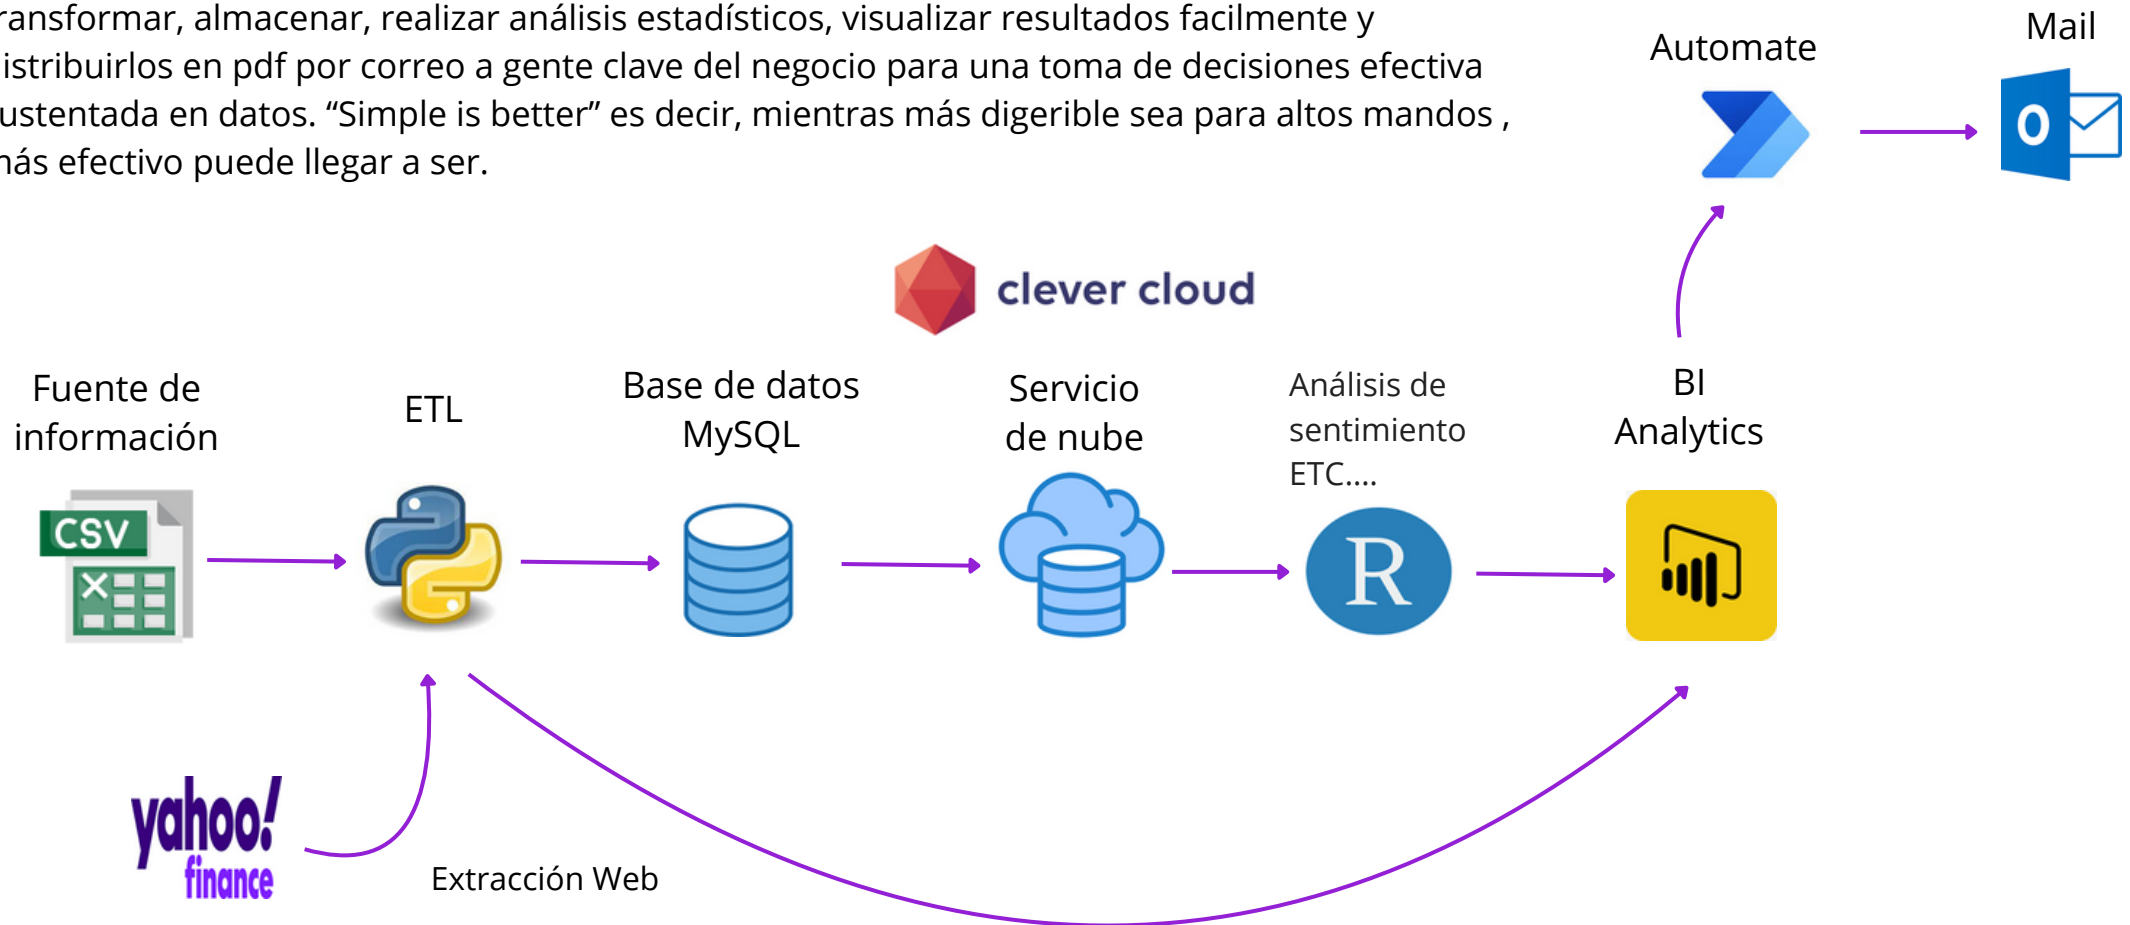 ransformar, almacenar, realizar análisis estadísticos, visualizar resultados facilmente y
istribuirlos en pdf por correo a gente clave del negocio para una toma de decisiones efectiva
ustentada en datos. “Simple is better” es decir, mientras más digerible sea para altos mandos ,
nás efectivo puede llegar a ser.
Automate
Mail
O
clever cloud
Fuente de
información
ETL
Base de datos
MySQL
Servicio
de nube
Análisis de
sentimiento
ETC....
BI
Analytics
CSV
X
R
yahoo!
finance
Extracción Web